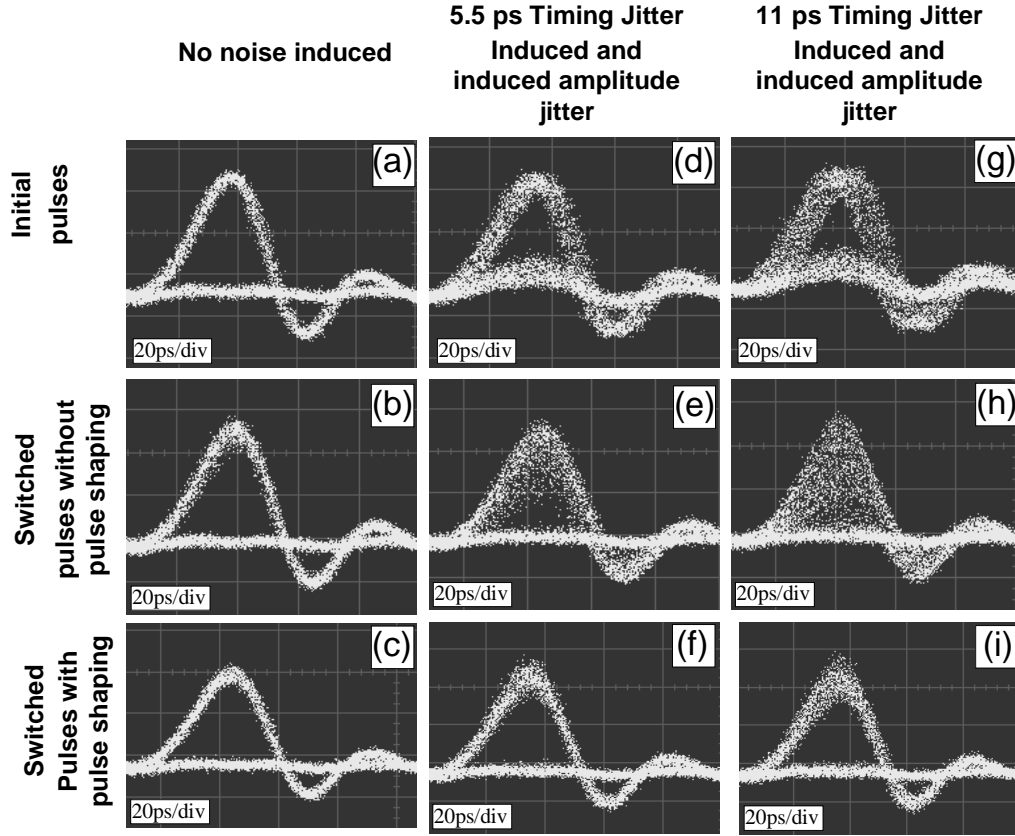 No noise induced
5.5 ps Timing Jitter
Induced and
induced amplitude
jitter
11 ps Timing Jitter
Induced and
induced amplitude
jitter
Initial
pulses
(a)
20ps/div
(d)
20ps/div
(g)
20ps/div
Switched
pulses without
pulse shaping
(b)
20ps/div
(e)
20ps/div
(h)
20ps/div
Switched
Pulses with
pulse shaping
(c)
20ps/div
(f)
20ps/div
(i)
20ps/div